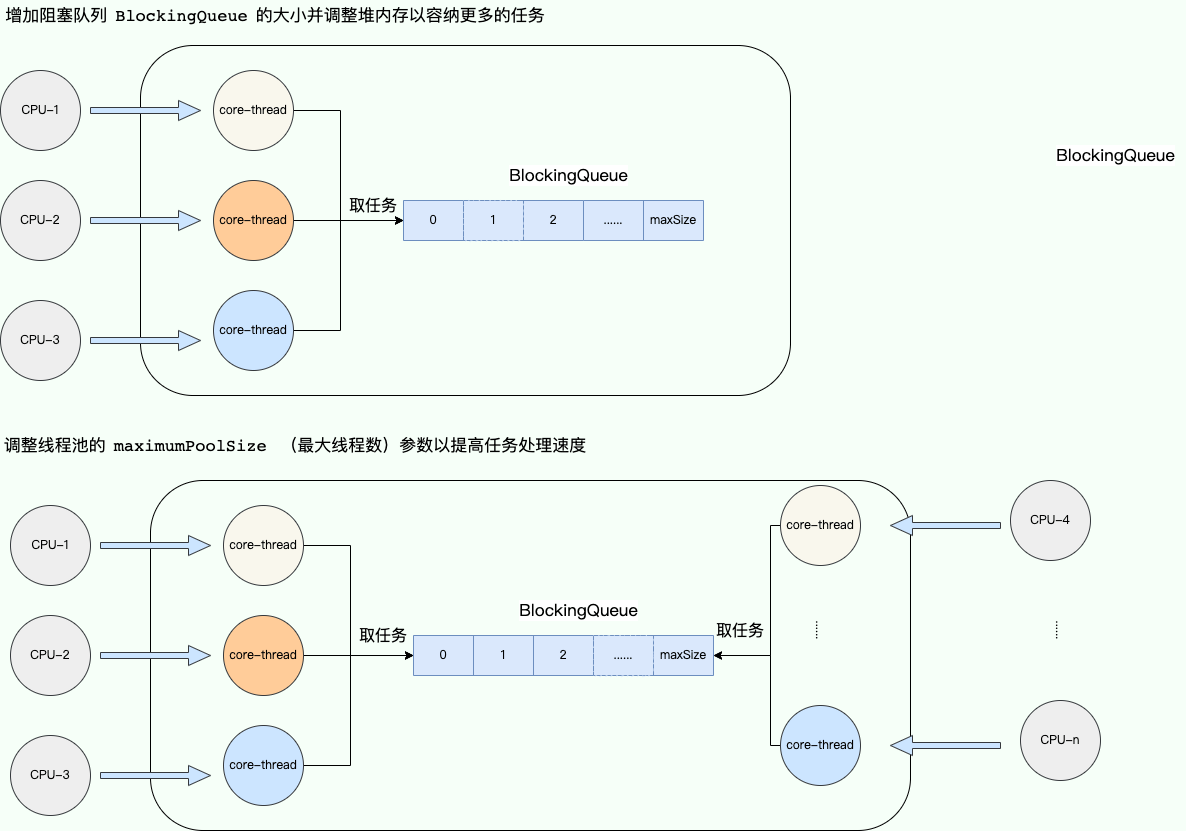 增加阻塞队列 BlockingQueue 的大小并调整堆内存以容纳更多的任务
CPU-1
core-thread
BlockingQueue
BlockingQueue
CPU-2
core-thread
取任务
0
1
2
......
maxSize
CPU-3
core-thread
调整线程池的 maximumPoolSize （最大线程数）参数以提高任务处理速度
CPU-1
core-thread
core-thread
CPU-4
BlockingQueue
CPU-2
core-thread
取任务
0
1
2
......
maxSize
取任务
CPU-3
core-thread
core-thread
CPU-n